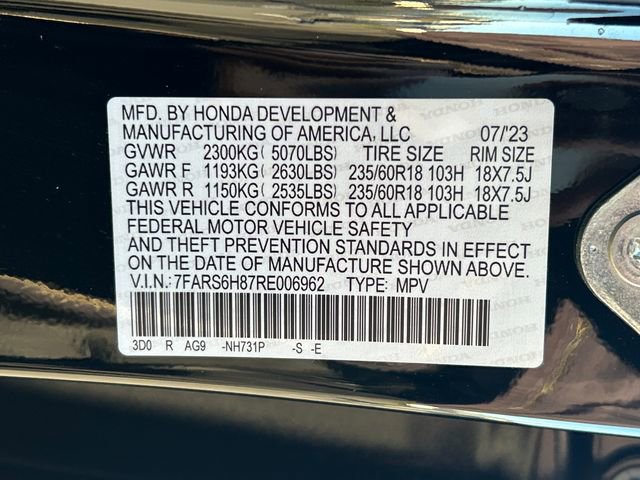 MFD. BY HONDA DEVELOPMENT &
MANUFACTURING OF AMERICA, LLC 07/'23
GVWR 2300KG( 5070LBS) TIRE SIZE RIM SIZE
GAWR F 1193KG( 2630LBS) 235/60R18 103H 18X7.5J
GAWR R 1150KG( 2535LBS) 235/60R18 103H 18X7.5J
THIS VEHICLE CONFORMS TO ALL APPLICABLE
FEDERAL MOTOR VEHICLE SAFETY
AND THEFT PREVENTION STANDARDS IN EFFECT
ON THE DATE OF MANUFACTURE SHOWN ABOVE.
V.I.N.: 7FARS6H87RE006962 TYPE: MPV
3D0 R AG9 -NH731P -S -E